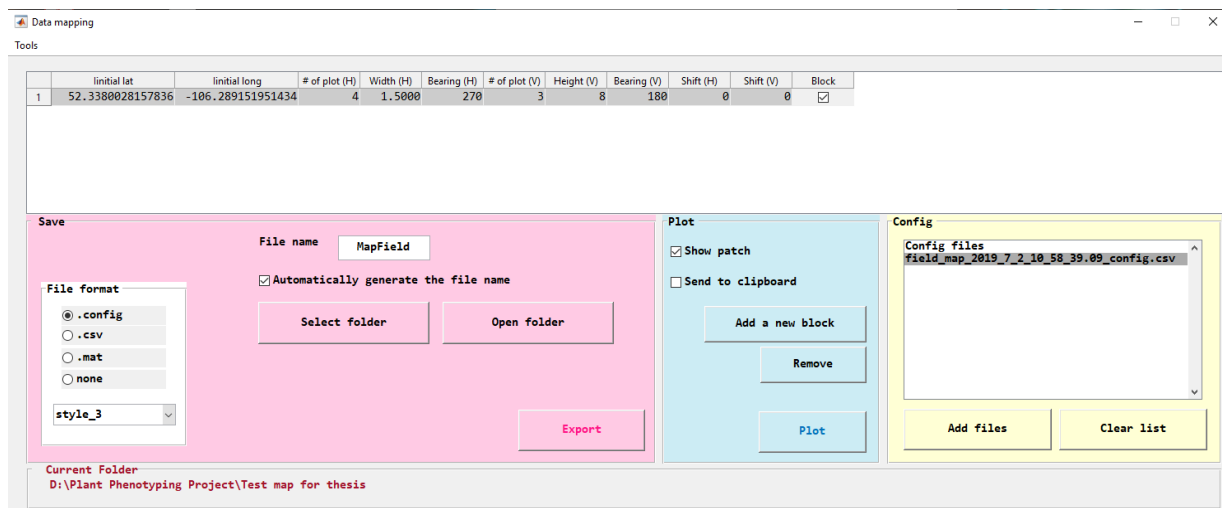 Data mapping
Tools
Iinitial lat Iinitial long # of plot (H) Width (H) Bearing (H) # of plot (V) Height (V) Bearing (V) Shift (H) Shift (V) Block
1 52.3380028157836 -106.289151951434 4 1.5000 270 3 8 180 0 0
Save
File name MapField
Automatically generate the file name
File format
.config
.csv
.mat
none
style_3
Select folder Open folder
Export
Plot
Show patch
Send to clipboard
Add a new block
Remove
Plot
Config
Config files
field_map_2019_7_2_10_58_39.09_config.csv
Add files Clear list
Current Folder
D:\Plant Phenotyping Project\Test map for thesis